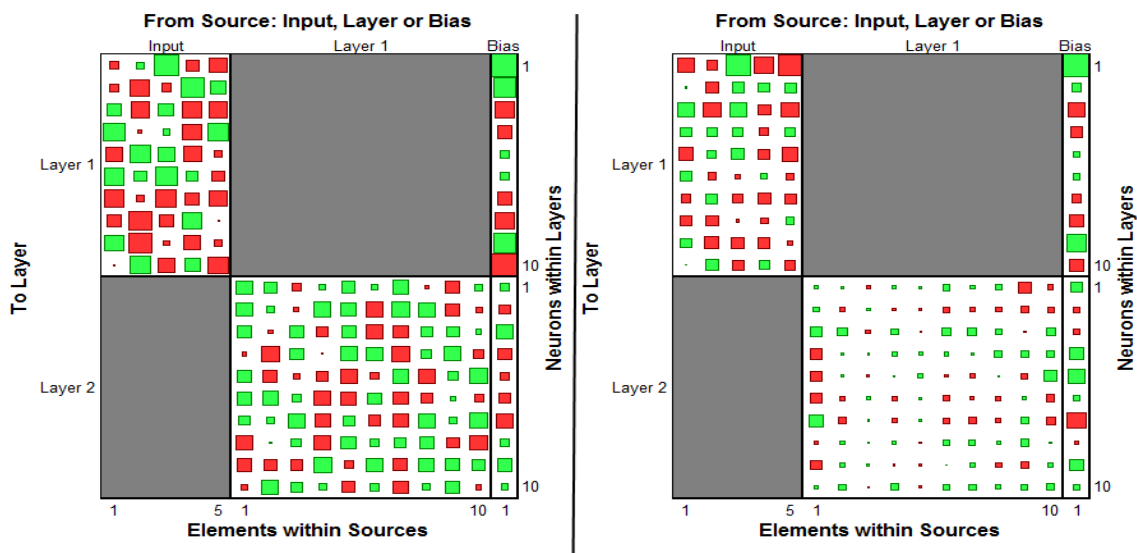 From Source: Input, Layer or Bias
Input Layer 1 Bias
1
Layer 1
10
1
Layer 2
10
To Layer
Neurons within Layers
1 5 1 10 1
Elements within Sources
From Source: Input, Layer or Bias
Input Layer 1 Bias
1
Layer 1
10
1
Layer 2
10
To Layer
Neurons within Layers
1 5 1 10 1
Elements within Sources